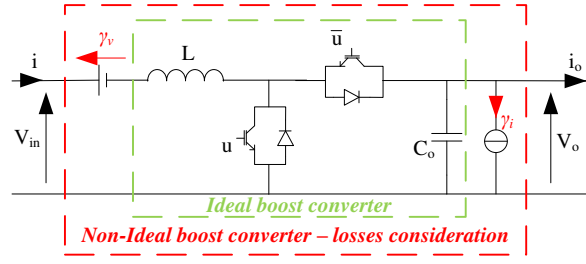 γv
i
L
u̅
io
Vin
u
Co
γi
Vo
Ideal boost converter
Non-Ideal boost converter – losses consideration